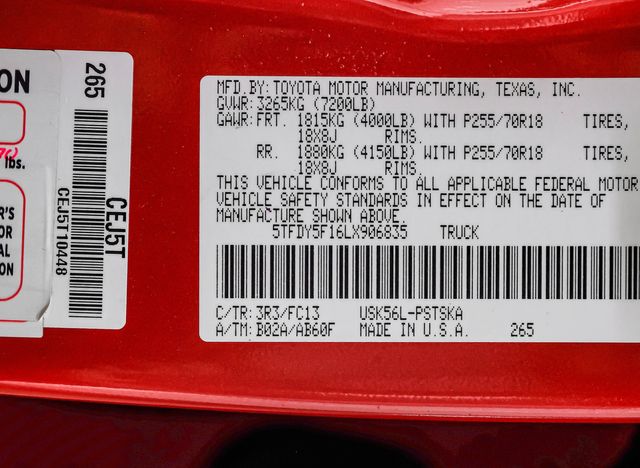 ON
lbs.
R'S
OR
AL
ON
265
CEJ5T10448
CEJ5T
MFD.BY: TOYOTA MOTOR MANUFACTURING, TEXAS, INC.
GVWR: 3265KG (7200LB)
GAWR: FRT. 1815KG (4000LB) WITH P255/70R18 TIRES,
18X8J RIMS.
RR. 1880KG (4150LB) WITH P255/70R18 TIRES,
18X8J RIMS.
THIS VEHICLE CONFORMS TO ALL APPLICABLE FEDERAL MOTOR
VEHICLE SAFETY STANDARDS IN EFFECT ON THE DATE OF
MANUFACTURE SHOWN ABOVE.
5TFDY5F16LX906835 TRUCK
C/TR: 3R3/FC13 USK56L-PSTSKA
A/TM: B02A/AB60F MADE IN U.S.A. 265